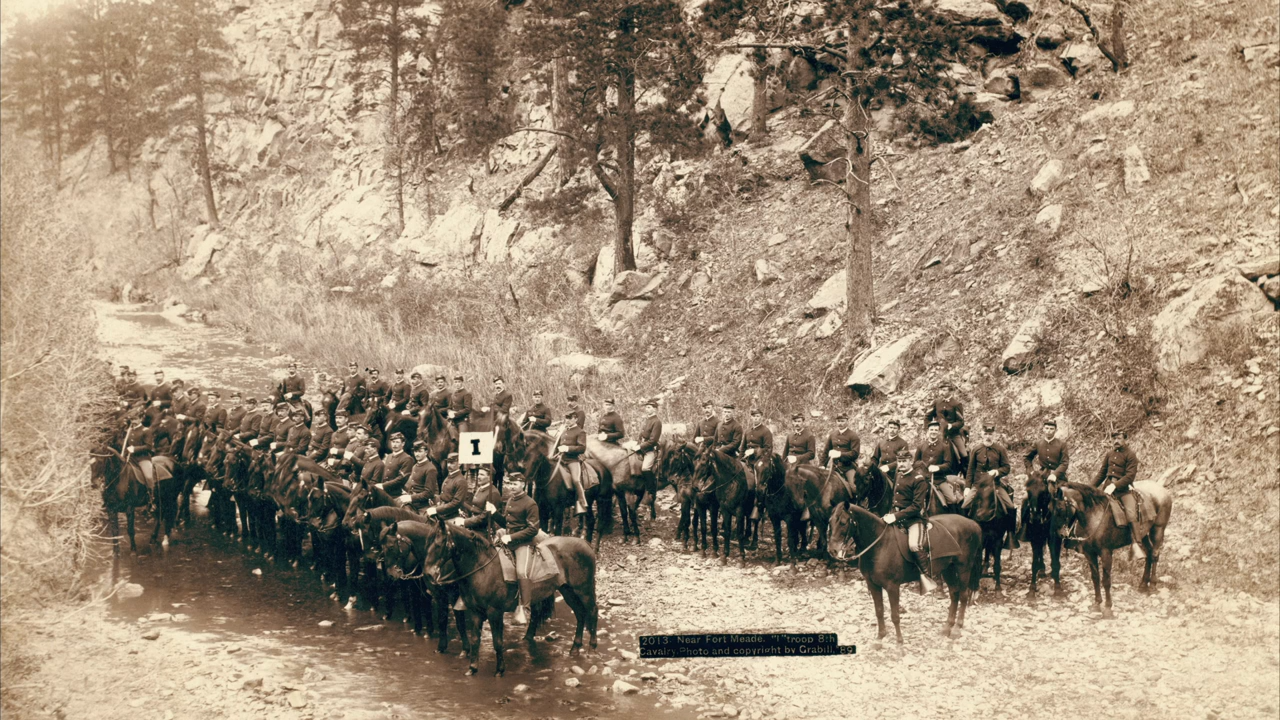 I
2013. Near Fort Meade. "I" troop 8th
Cavalry. Photo and copyright by Grabill, '89